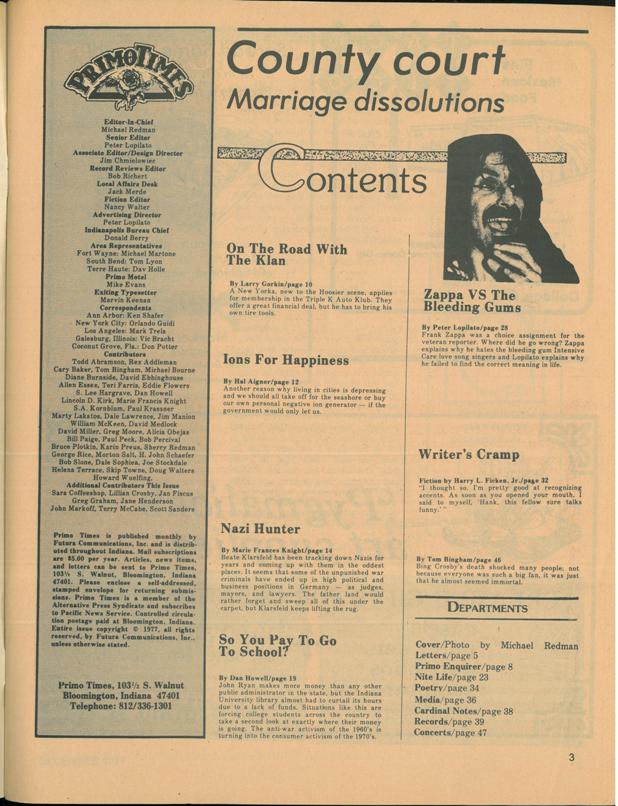 PRIMO TIMES
Editor-In-Chief
Michael Redman
Senior Editor
Peter Lopilato
Associate Editor/Design Director
Jim Chmielowiec
Record Reviews Editor
Bob Richert
Local Affairs Desk
Jack Merde
Fiction Editor
Nancy Walter
Advertising Director
Peter Lopilato
Indianapolis Bureau Chief
Donald Berry
Area Representatives
Fort Wayne: Michael Martone
South Bend: Tom Lyon
Terre Haute: Dav Holle
Primo Motel
Mike Evans
Exiting Typesetter
Marvin Keenan
Correspondents
Ann Arbor: Ken Shafer
New York City: Orlando Guidi
Los Angeles: Mark Trela
Galesburg, Illinois: Vic Bracht
Coconut Grove, Fla.: Don Potter
Contributors
Todd Abramson, Rex Addleman
Cary Baker, Tom Bingham, Michael Bourne
Diane Burnside, David Ebbinghouse
Allen Essex, Teri Farris, Eddie Flowers
S. Lee Hargrave, Dan Howell
Lincoln D. Kirk, Marie Francis Knight
S.A. Kornblum, Paul Krassner
Marty Lakatos, Dale Lawrence, Jim Manion
William McKeen, David Medlock
David Miller, Greg Moore, Alicia Obejas
Bill Paige, Paul Peck, Bob Percival
Bruce Plotkin, Karin Preus, Sherry Redman
George Rice, Morton Salt, H. John Schaefer
Bob Slone, Dale Sophiea, Joe Stockdale
Helena Terrace, Skip Towne, Doug Walters
Howard Wuelfing.
Additional Contributors This Issue
Sara Coffeeshop, Lillian Crosby, Jan Fiscus
Greg Graham, Jane Henderson
John Markoff, Terry McCabe, Scott Sanders
Primo Times is published monthly by
Futura Communications, Inc. and is distrib-
uted throughout Indiana. Mail subscriptions
are $5.00 per year. Articles, news items,
and letters can be sent to Primo Times,
103½ S. Walnut, Bloomington, Indiana
47401. Please enclose a self-addressed,
stamped envelope for returning submis-
sions. Primo Times is a member of the
Alternative Press Syndicate and subscribes
to Pacific News Service. Controlled circula-
tion postage paid at Bloomington, Indiana.
Entire issue copyright © 1977, all rights
reserved, by Futura Communications, Inc.,
unless otherwise stated.
Primo Times, 103½ S. Walnut
Bloomington, Indiana 47401
Telephone: 812/336-1301
County court
Marriage dissolutions
Contents
On The Road With
The Klan
By Larry Gorkin/page 10
A New Yorka, new to the Hoosier scene, applies
for membership in the Triple K Auto Klub. They
offer a great financial deal, but he has to bring his
own tire tools.
Ions For Happiness
By Hal Aigner/page 12
Another reason why living in cities is depressing
and we should all take off for the seashore or buy
our own personal negative ion generator — if the
government would only let us.
Nazi Hunter
By Marie Frances Knight/page 14
Beate Klarsfeld has been tracking down Nazis for
years and coming up with them in the oddest
places. It seems that some of the unpunished war
criminals have ended up in high political and
business positions in Germany — as judges,
mayors, and lawyers. The father land would
rather forget and sweep all of this under the
carpet, but Klarsfeld keeps lifting the rug.
So You Pay To Go
To School?
By Dan Howell/page 19
John Ryan makes more money than any other
public administrator in the state, but the Indiana
University library almost had to curtail its hours
due to a lack of funds. Situations like this are
forcing college students across the country to
take a second look at exactly where their money
is going. The anti-war activism of the 1960's is
turning into the consumer activism of the 1970's.
Zappa VS The
Bleeding Gums
By Peter Lopilato/page 28
Frank Zappa was a choice assignment for the
veteran reporter. Where did he go wrong? Zappa
explains why he hates the bleeding gum Intensive
Care love song singers and Lopilato explains why
he failed to find the correct meaning in life.
Writer's Cramp
Fiction by Harry L. Ficken, Jr./page 32
"I thought so. I'm pretty good at recognizing
accents. As soon as you opened your mouth, I
said to myself, 'Hank, this fellow sure talks
funny.'"
By Tom Bingham/page 46
Bing Crosby's death shocked many people; not
because everyone was such a big fan, it was just
that he almost seemed immortal.
DEPARTMENTS
Cover/Photo by Michael Redman
Letters/page 5
Primo Enquirer/page 8
Nite Life/page 23
Poetry/page 34
Media/page 36
Cardinal Notes/page 38
Records/page 39
Concerts/page 47
3